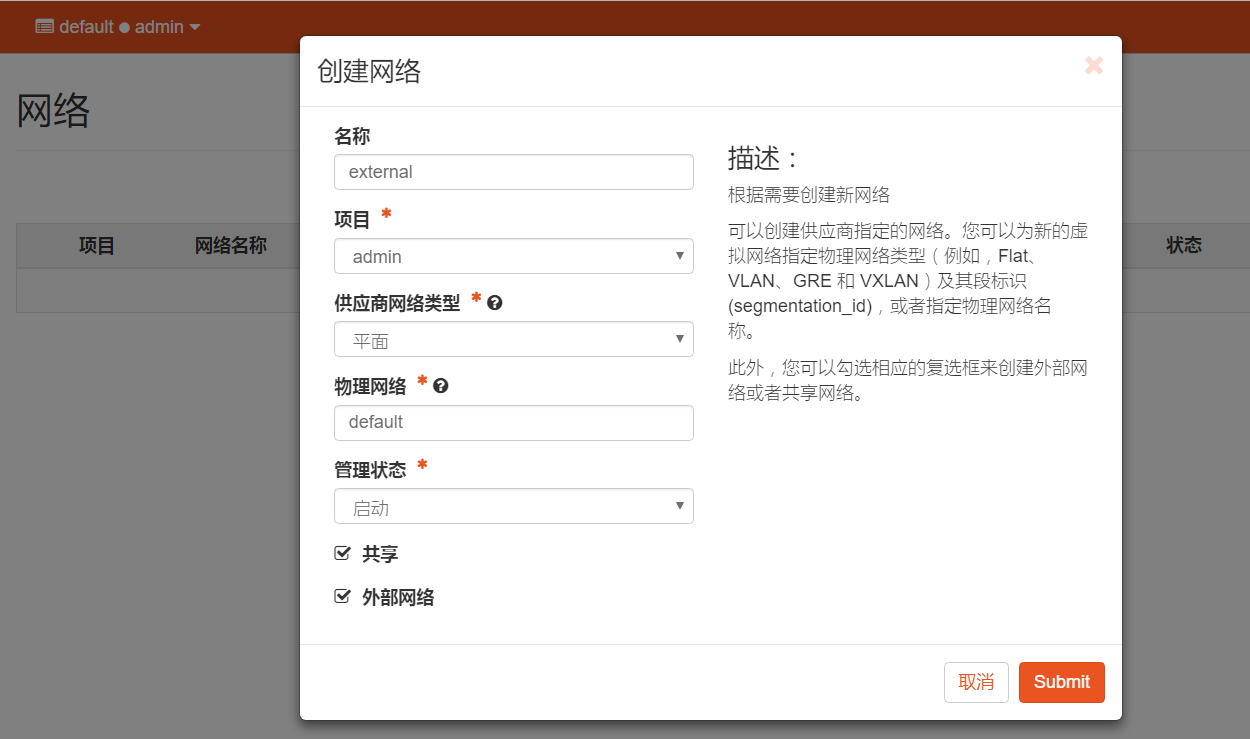 default ● admin
网络
项目 网络名称 状态
创建网络
名称
external
项目 *
admin
供应商网络类型 *
平面
物理网络 *
default
管理状态 *
启动
共享
外部网络
描述：
根据需要创建新网络
可以创建供应商指定的网络。您可以为新的虚
拟网络指定物理网络类型（例如，Flat、
VLAN、GRE 和 VXLAN）及其段标识
(segmentation_id)，或者指定物理网络名
称。
此外，您可以勾选相应的复选框来创建外部网
络或者共享网络。
取消 Submit